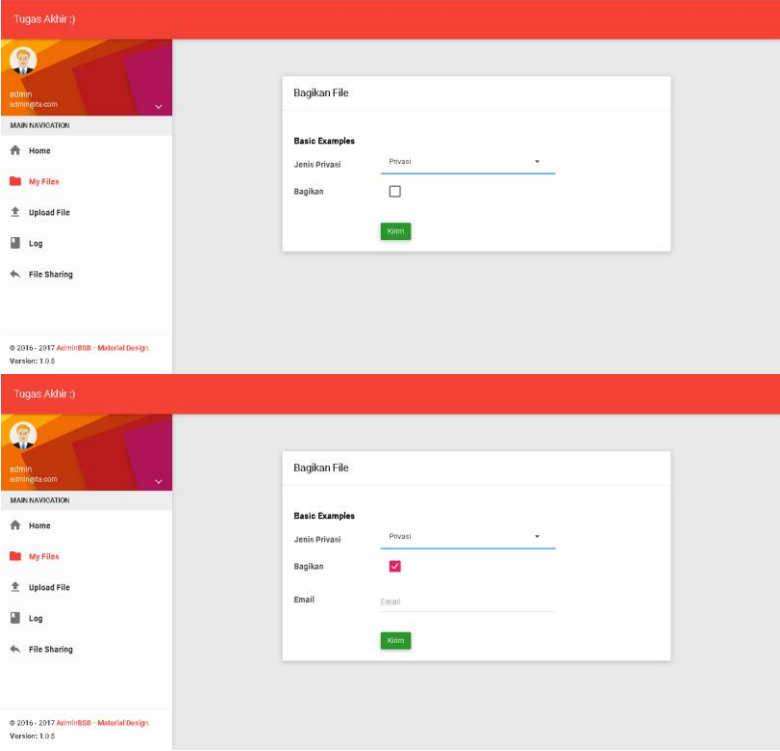 Tugas Akhir :)
admin
admin@ta.com
MAIN NAVIGATION
Home
My Files
Upload File
Log
File Sharing
© 2016 - 2017 AdminBSB - Material Design.
Version: 1.0.5
Bagikan File
Basic Examples
Jenis Privasi
Privasi
Bagikan
Kirim
Tugas Akhir :)
admin
admin@ta.com
MAIN NAVIGATION
Home
My Files
Upload File
Log
File Sharing
© 2016 - 2017 AdminBSB - Material Design.
Version: 1.0.5
Bagikan File
Basic Examples
Jenis Privasi
Privasi
Bagikan
Email
Email
Kirim